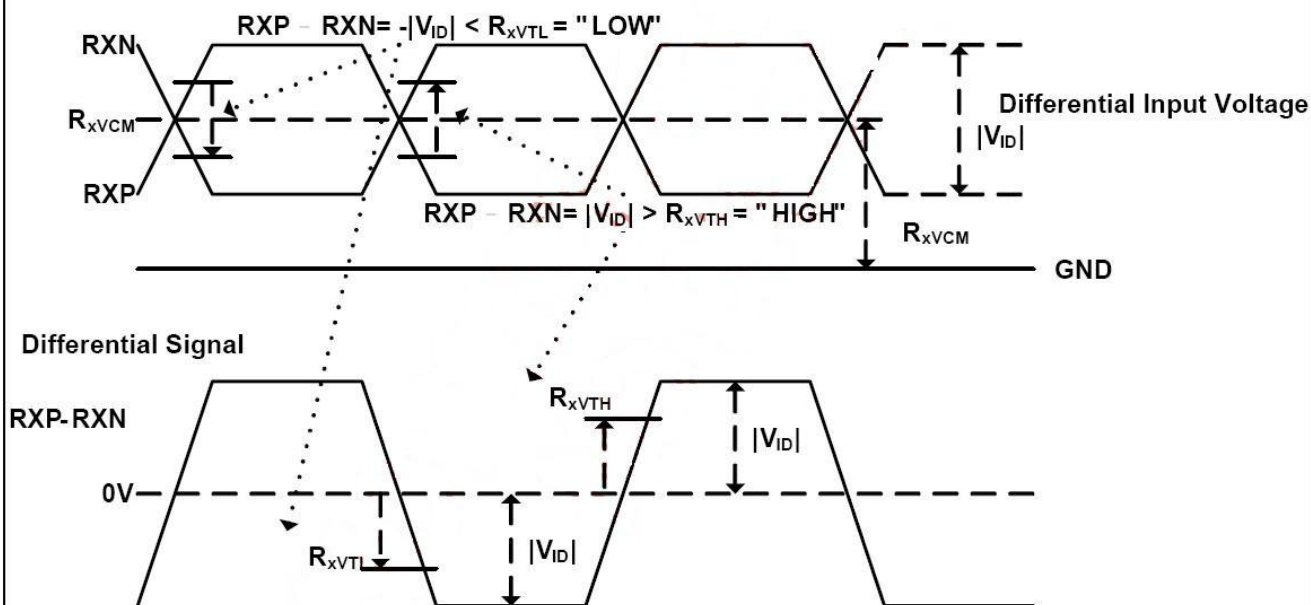 RXP - RXN= -|VID| < RxVTL = "LOW"
RXN
RxVCM
RXP
Differential Input Voltage
|VID|
RXP - RXN= |VID| > RxVTH = "HIGH"
RxVCM
GND
Differential Signal
RxVTH
RXP-RXN
|VID|
0V
RxVTL
|VID|